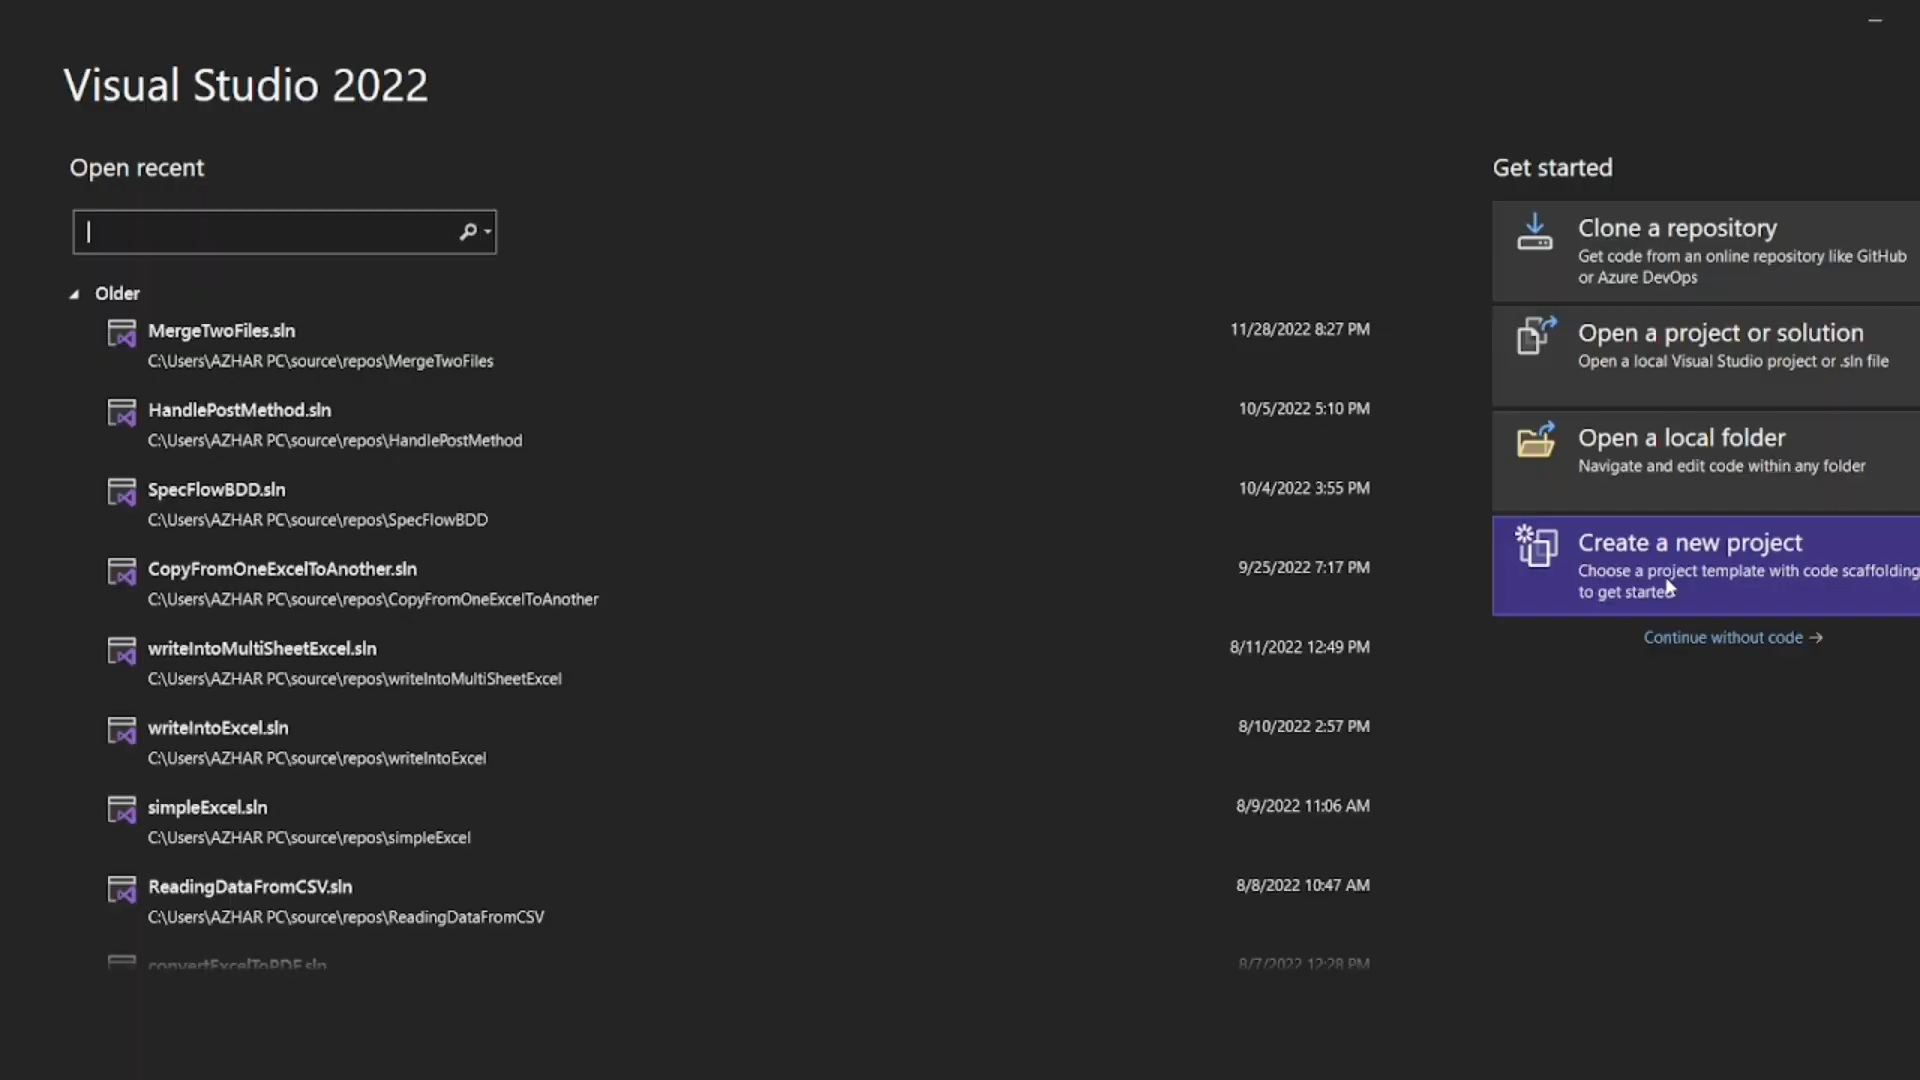 Visual Studio 2022
Open recent
Older
MergeTwoFiles.sln
11/28/2022 8:27 PM
C:\Users\AZHAR PC\source\repos\MergeTwoFiles
HandlePostMethod.sln
10/5/2022 5:10 PM
C:\Users\AZHAR PC\source\repos\HandlePostMethod
SpecFlowBDD.sln
10/4/2022 3:55 PM
C:\Users\AZHAR PC\source\repos\SpecFlowBDD
CopyFromOneExcelToAnother.sln
9/25/2022 7:17 PM
C:\Users\AZHAR PC\source\repos\CopyFromOneExcelToAnother
writeIntoMultiSheetExcel.sln
8/11/2022 12:49 PM
C:\Users\AZHAR PC\source\repos\writeIntoMultiSheetExcel
writeIntoExcel.sln
8/10/2022 2:57 PM
C:\Users\AZHAR PC\source\repos\writeIntoExcel
simpleExcel.sln
8/9/2022 11:06 AM
C:\Users\AZHAR PC\source\repos\simpleExcel
ReadingDataFromCSV.sln
8/8/2022 10:47 AM
C:\Users\AZHAR PC\source\repos\ReadingDataFromCSV
convertExcelToPDF.sln
8/7/2022 12:28 PM
Get started
Clone a repository
Get code from an online repository like GitHub
or Azure DevOps
Open a project or solution
Open a local Visual Studio project or .sln file
Open a local folder
Navigate and edit code within any folder
Create a new project
Choose a project template with code scaffolding
to get started
Continue without code →